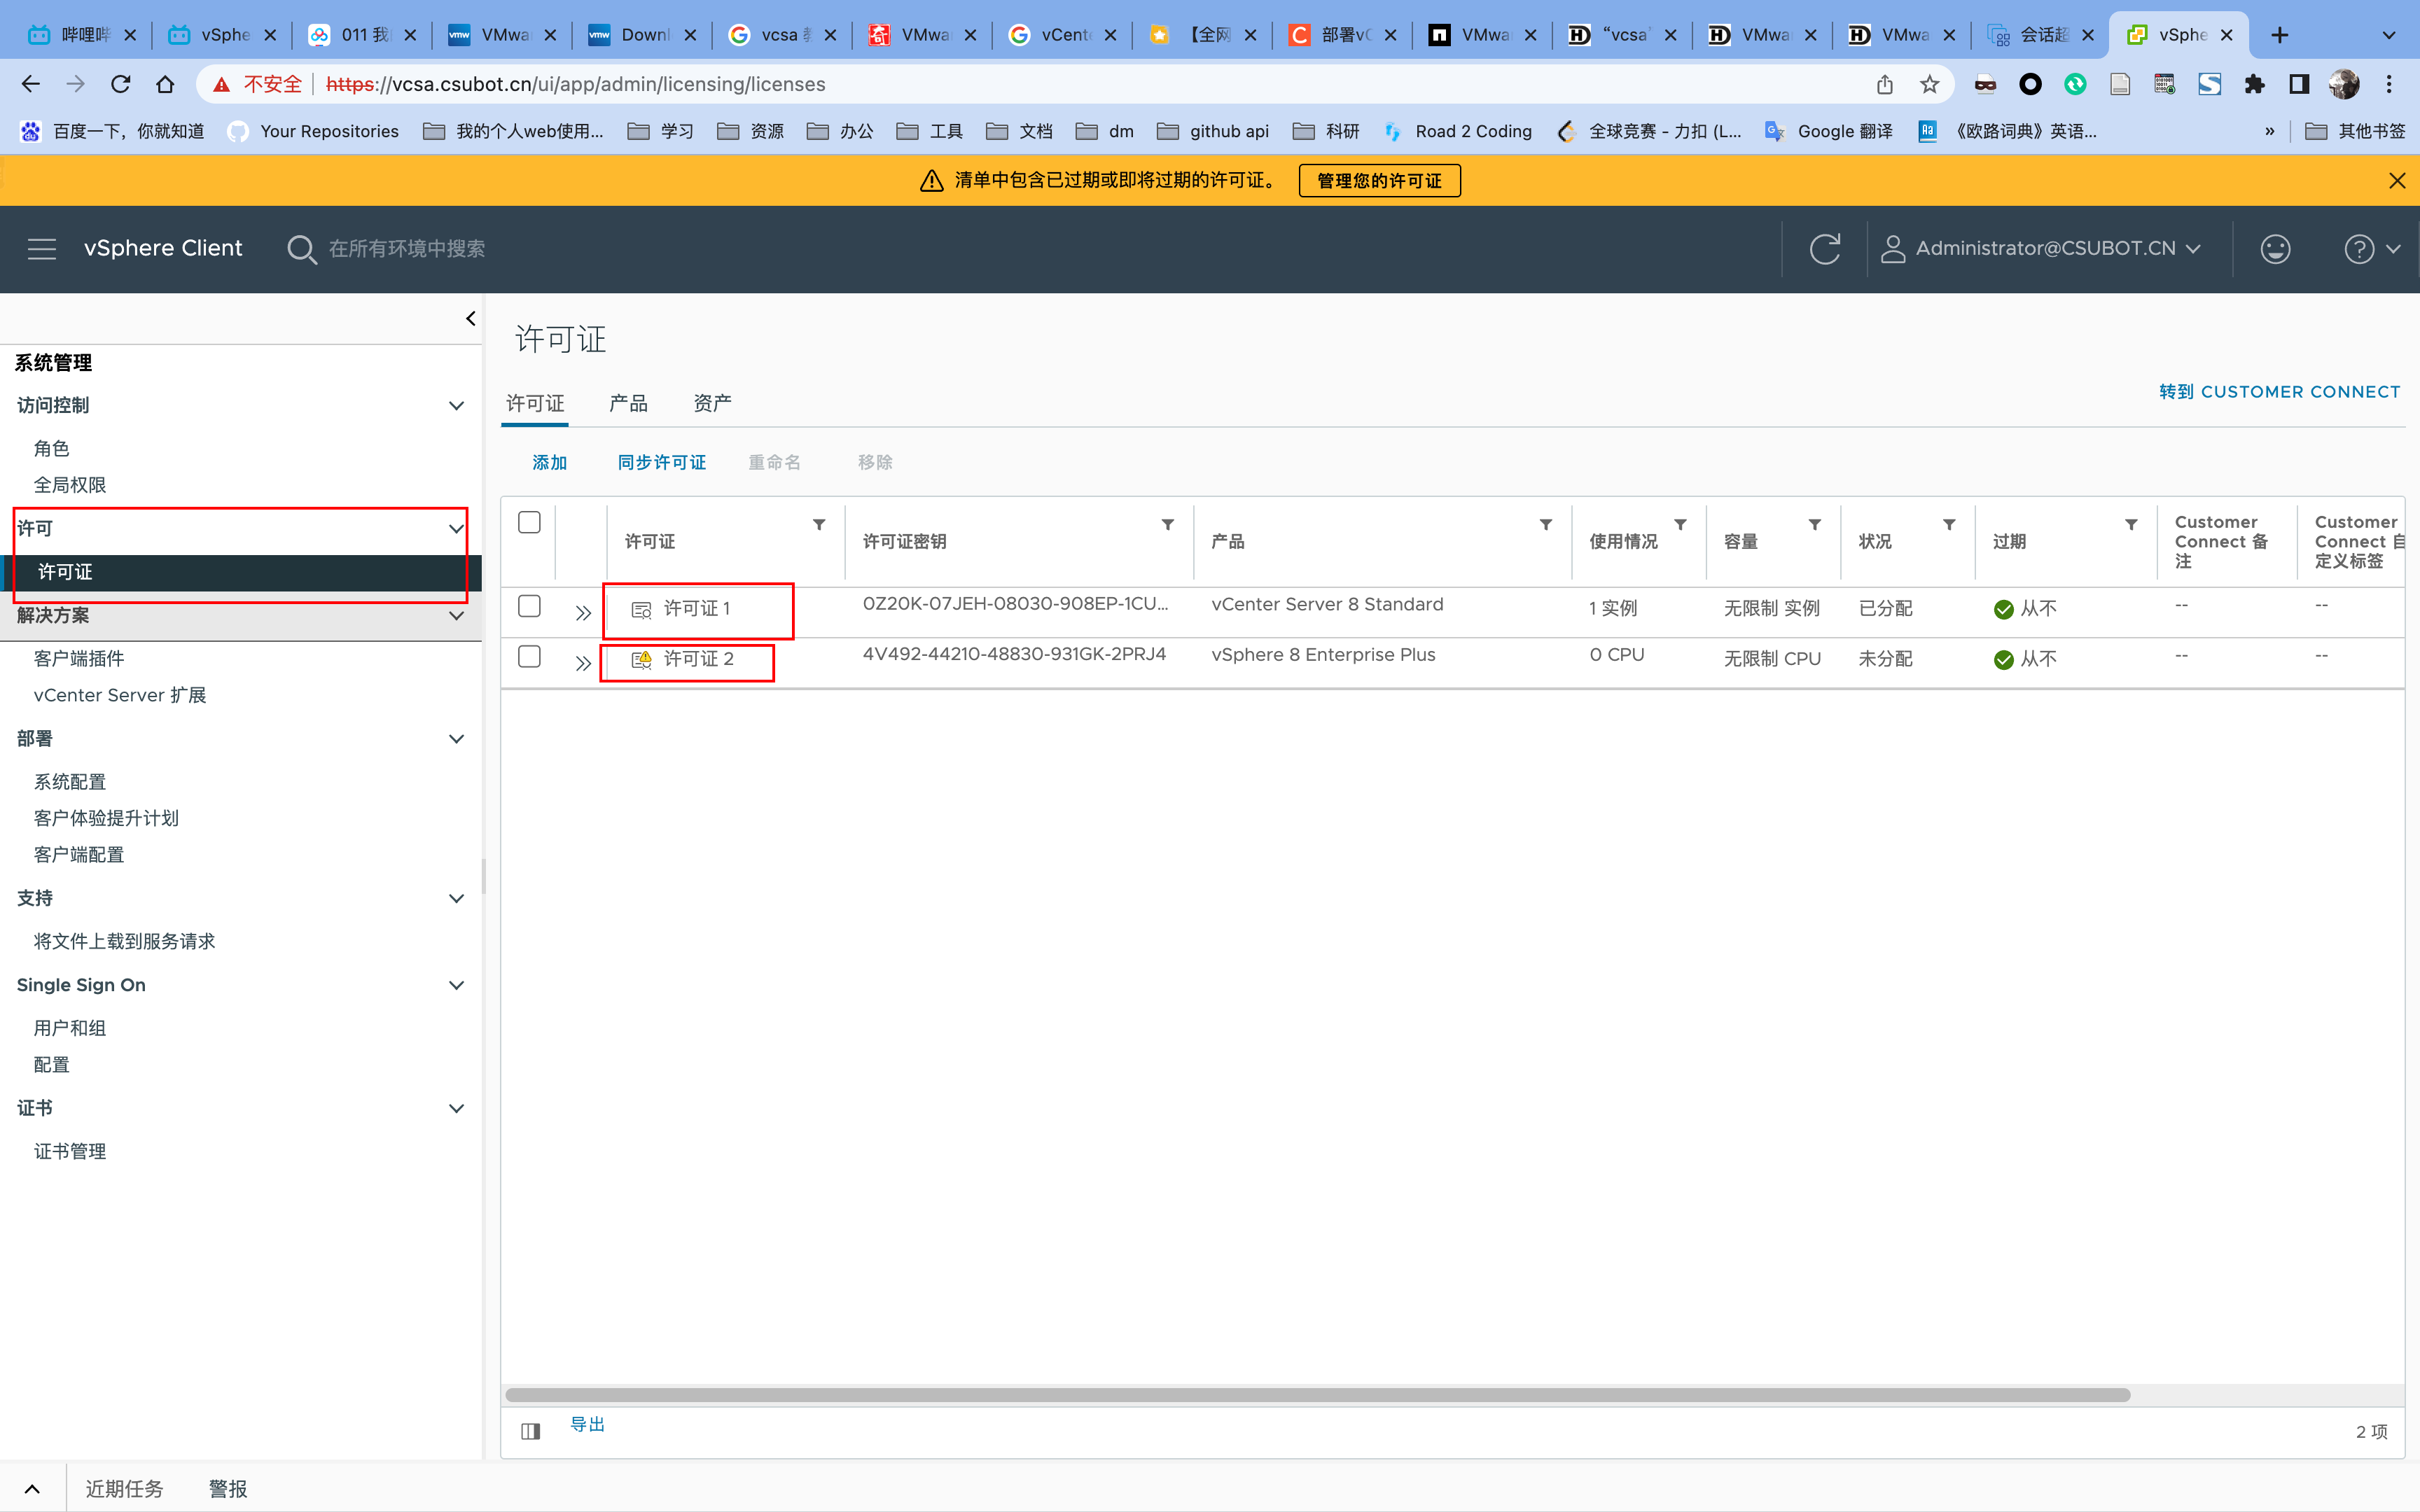 哔哩哔
vSphe
011 我
VMwa
Downl
vcsa
VMwa
vCent
【全网
部署vC
VMwa
“vcsa”
VMwa
VMwa
会话超
vSphe
不安全
https://vcsa.csubot.cn/ui/app/admin/licensing/licenses
百度一下，你就知道
Your Repositories
我的个人web使用...
学习
资源
办公
工具
文档
dm
github api
科研
Road 2 Coding
全球竞赛 - 力扣 (L...
Google 翻译
《欧路词典》英语...
»
其他书签
清单中包含已过期或即将过期的许可证。
管理您的许可证
vSphere Client
在所有环境中搜索
Administrator@CSUBOT.CN
系统管理
访问控制
角色
全局权限
许可
许可证
解决方案
客户端插件
vCenter Server 扩展
部署
系统配置
客户体验提升计划
客户端配置
支持
将文件上载到服务请求
Single Sign On
用户和组
配置
证书
证书管理
许可证
许可证 产品 资产
转到 CUSTOMER CONNECT
添加 同步许可证 重命名 移除
许可证 许可证密钥 产品 使用情况 容量 状况 过期
Customer Connect 备注
Customer Connect 自定义标签
许可证 1 0Z20K-07JEH-08030-908EP-1CU... vCenter Server 8 Standard 1 实例 无限制 实例 已分配 从不 -- --
许可证 2 4V492-44210-48830-931GK-2PRJ4 vSphere 8 Enterprise Plus 0 CPU 无限制 CPU 未分配 从不 -- --
导出
2 项
近期任务 警报